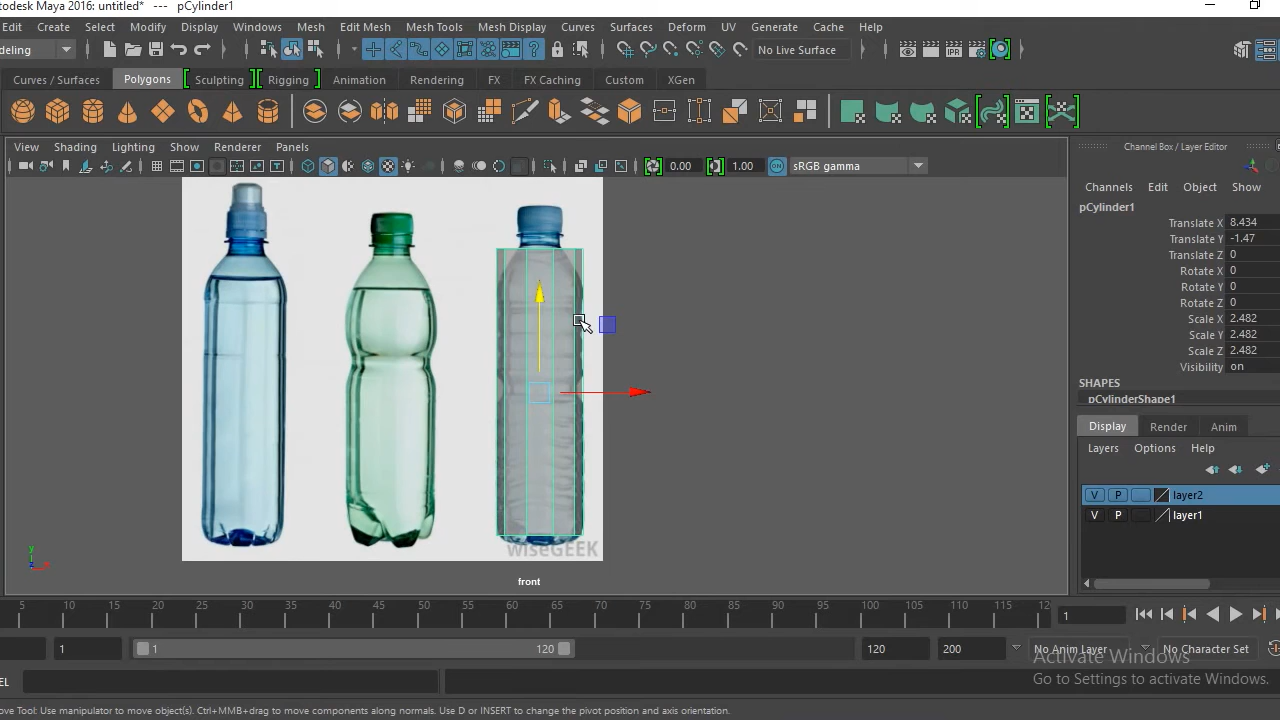 odesk Maya 2016: untitled*   ---   pCylinder1
Edit Create Select Modify Display Windows Mesh Edit Mesh Mesh Tools Mesh Display Curves Surfaces Deform UV Generate Cache Help
deling No Live Surface
Curves / Surfaces Polygons Sculpting Rigging Animation Rendering FX FX Caching Custom XGen
View Shading Lighting Show Renderer Panels
0.00 1.00 ON sRGB gamma
wiseGEEK
y
z
x
front
Channel Box / Layer Editor
Channels Edit Object Show
pCylinder1
Translate X 8.434
Translate Y -1.47
Translate Z 0
Rotate X 0
Rotate Y 0
Rotate Z 0
Scale X 2.482
Scale Y 2.482
Scale Z 2.482
Visibility on
SHAPES
pCylinderShape1
Display Render Anim
Layers Options Help
V P layer2
V P layer1
5 10 15 20 25 30 35 40 45 50 55 60 65 70 75 80 85 90 95 100 105 110 115 12
1
1 1 120 120 200 No Anim Layer No Character Set
Activate Windows
Go to Settings to activate Windows.
EL
ove Tool: Use manipulator to move object(s). Ctrl+MMB+drag to move components along normals. Use D or INSERT to change the pivot position and axis orientation.